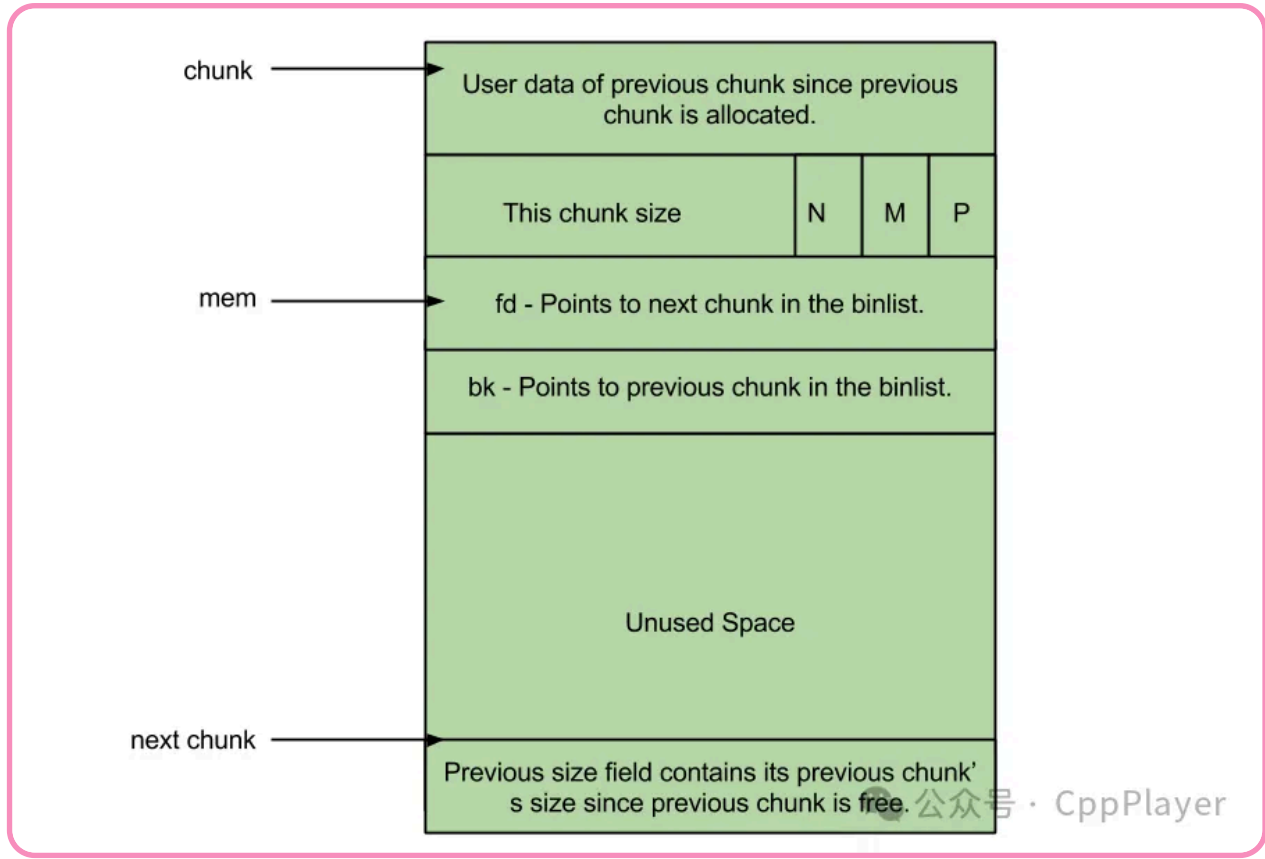 chunk
User data of previous chunk since previous
chunk is allocated.
This chunk size
N
M
P
mem
fd - Points to next chunk in the binlist.
bk - Points to previous chunk in the binlist.
Unused Space
next chunk
Previous size field contains its previous chunk’
s size since previous chunk is free.
公众号 · CppPlayer